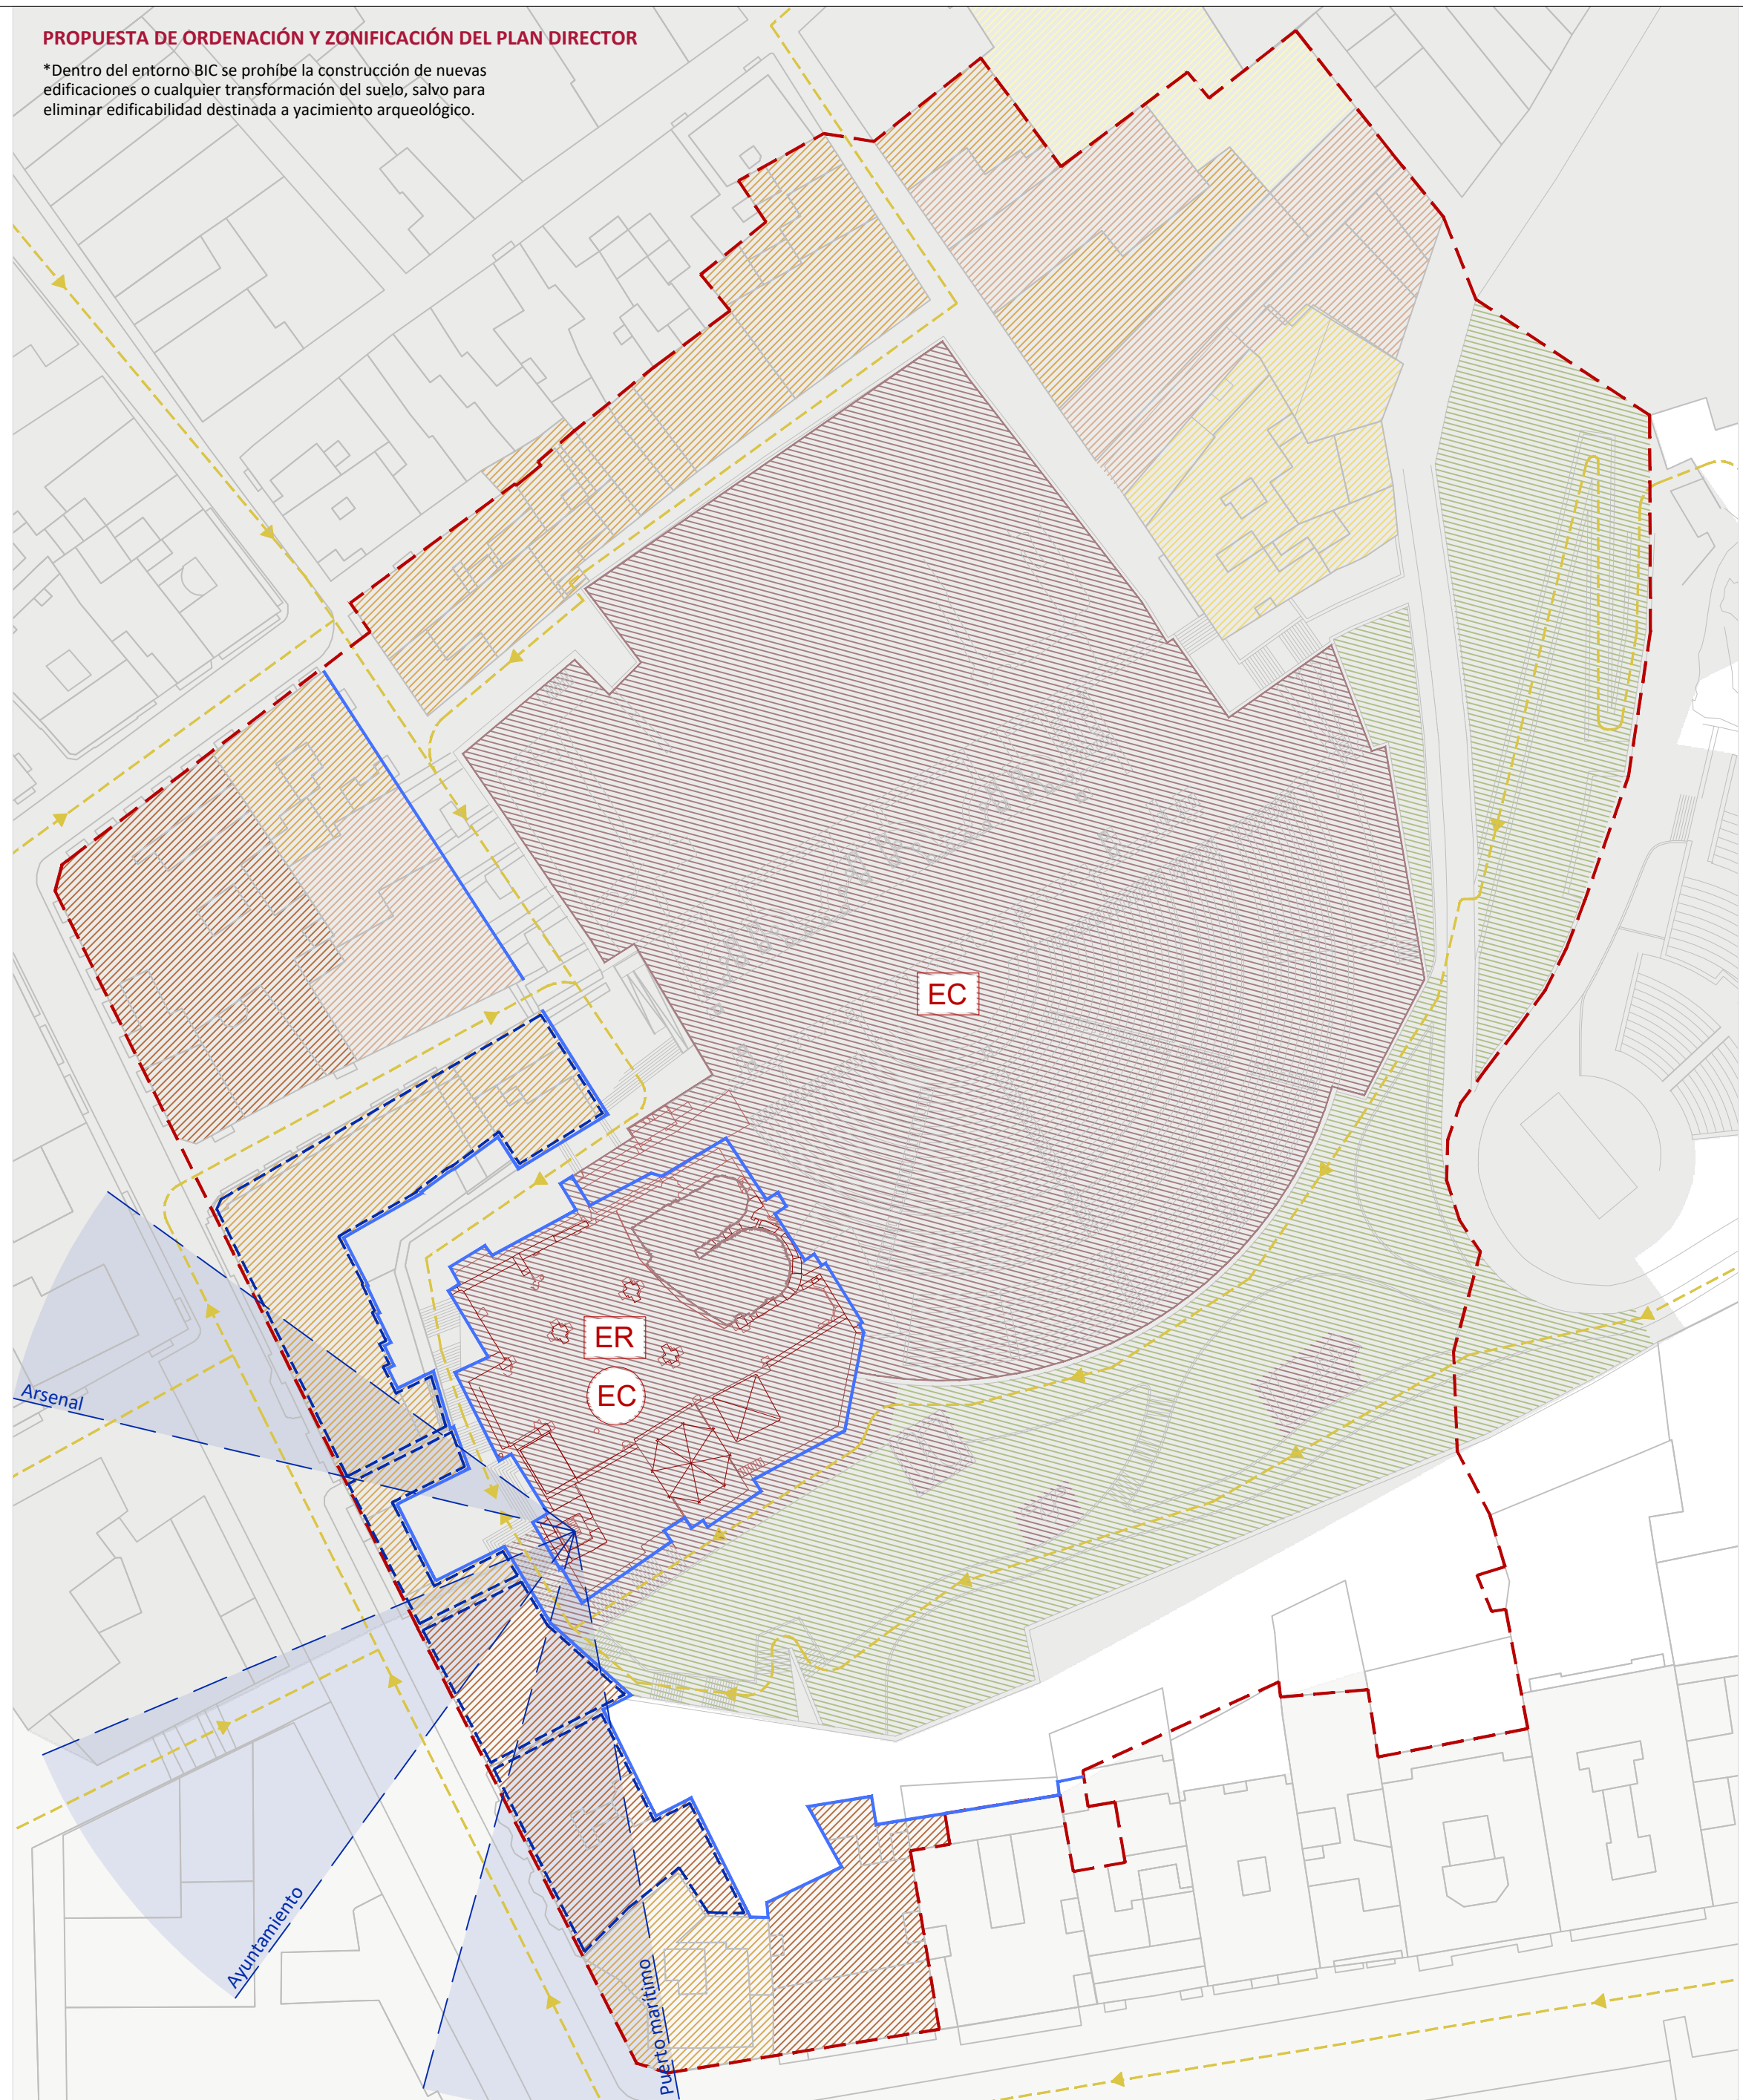 PROPUESTA DE ORDENACIÓN Y ZONIFICACIÓN DEL PLAN DIRECTOR
*Dentro del entorno BIC se prohíbe la construcción de nuevas
edificaciones o cualquier transformación del suelo, salvo para
eliminar edificabilidad destinada a yacimiento arqueológico.
EC
ER
EC
Arsenal
Ayuntamiento
Puerto marítimo